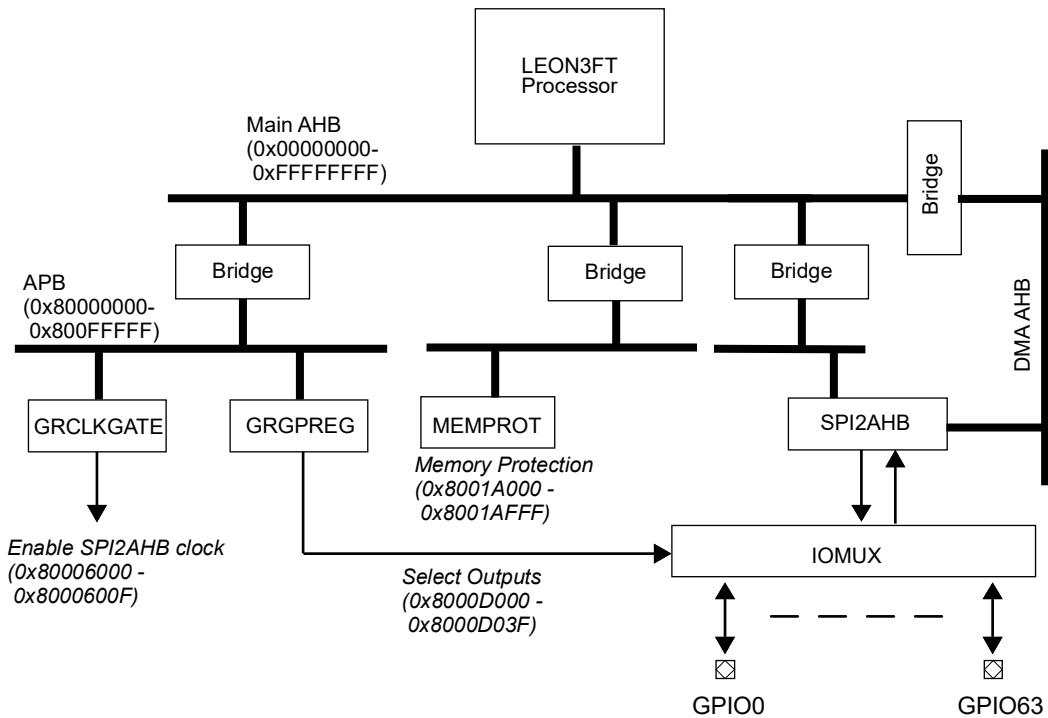 LEON3FT
Processor
Main AHB
(0x00000000-
0xFFFFFFFF)
Bridge
Bridge
Bridge
Bridge
APB
(0x80000000-
0x800FFFFF)
DMA AHB
GRCLKGATE
GRGPREG
MEMPROT
SPI2AHB
Memory Protection
(0x8001A000 -
0x8001AFFF)
Enable SPI2AHB clock
(0x80006000 -
0x8000600F)
IOMUX
Select Outputs
(0x8000D000 -
0x8000D03F)
GPIO0
GPIO63